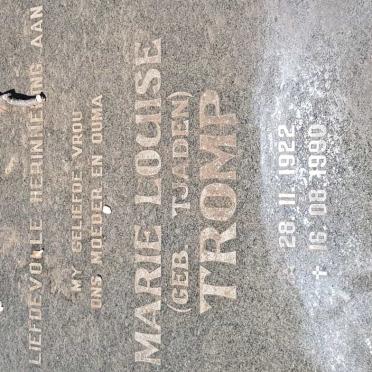 LIEFDEVOLLE HERINNERING AAN
MY GELIEFDE VROU
ONS MOEDER EN OUMA
MARIE LOUISE
(GEB. TJADEN)
TROMP
* 28.11.1922
† 16.08.1990